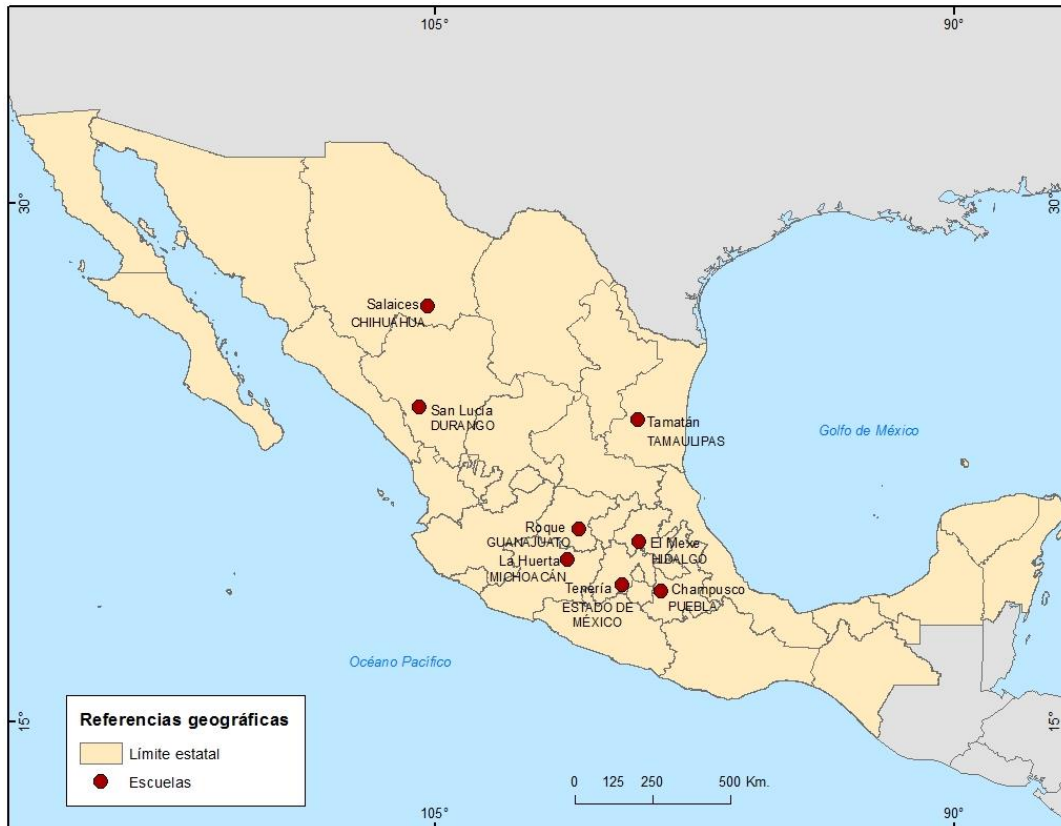 105°
90°
30°
30°
Salaices
CHIHUAHUA
San Lucía
DURANGO
Tamatán
TAMAULIPAS
Golfo de México
Roque
GUANAJUATO
El Mexe
HIDALGO
La Huerta
MICHOACÁN
Tenería
ESTADO DE
MÉXICO
Champusco
PUEBLA
Océano Pacífico
Referencias geográficas
Límite estatal
Escuelas
15°
15°
0 125 250 500 Km.
105°
90°